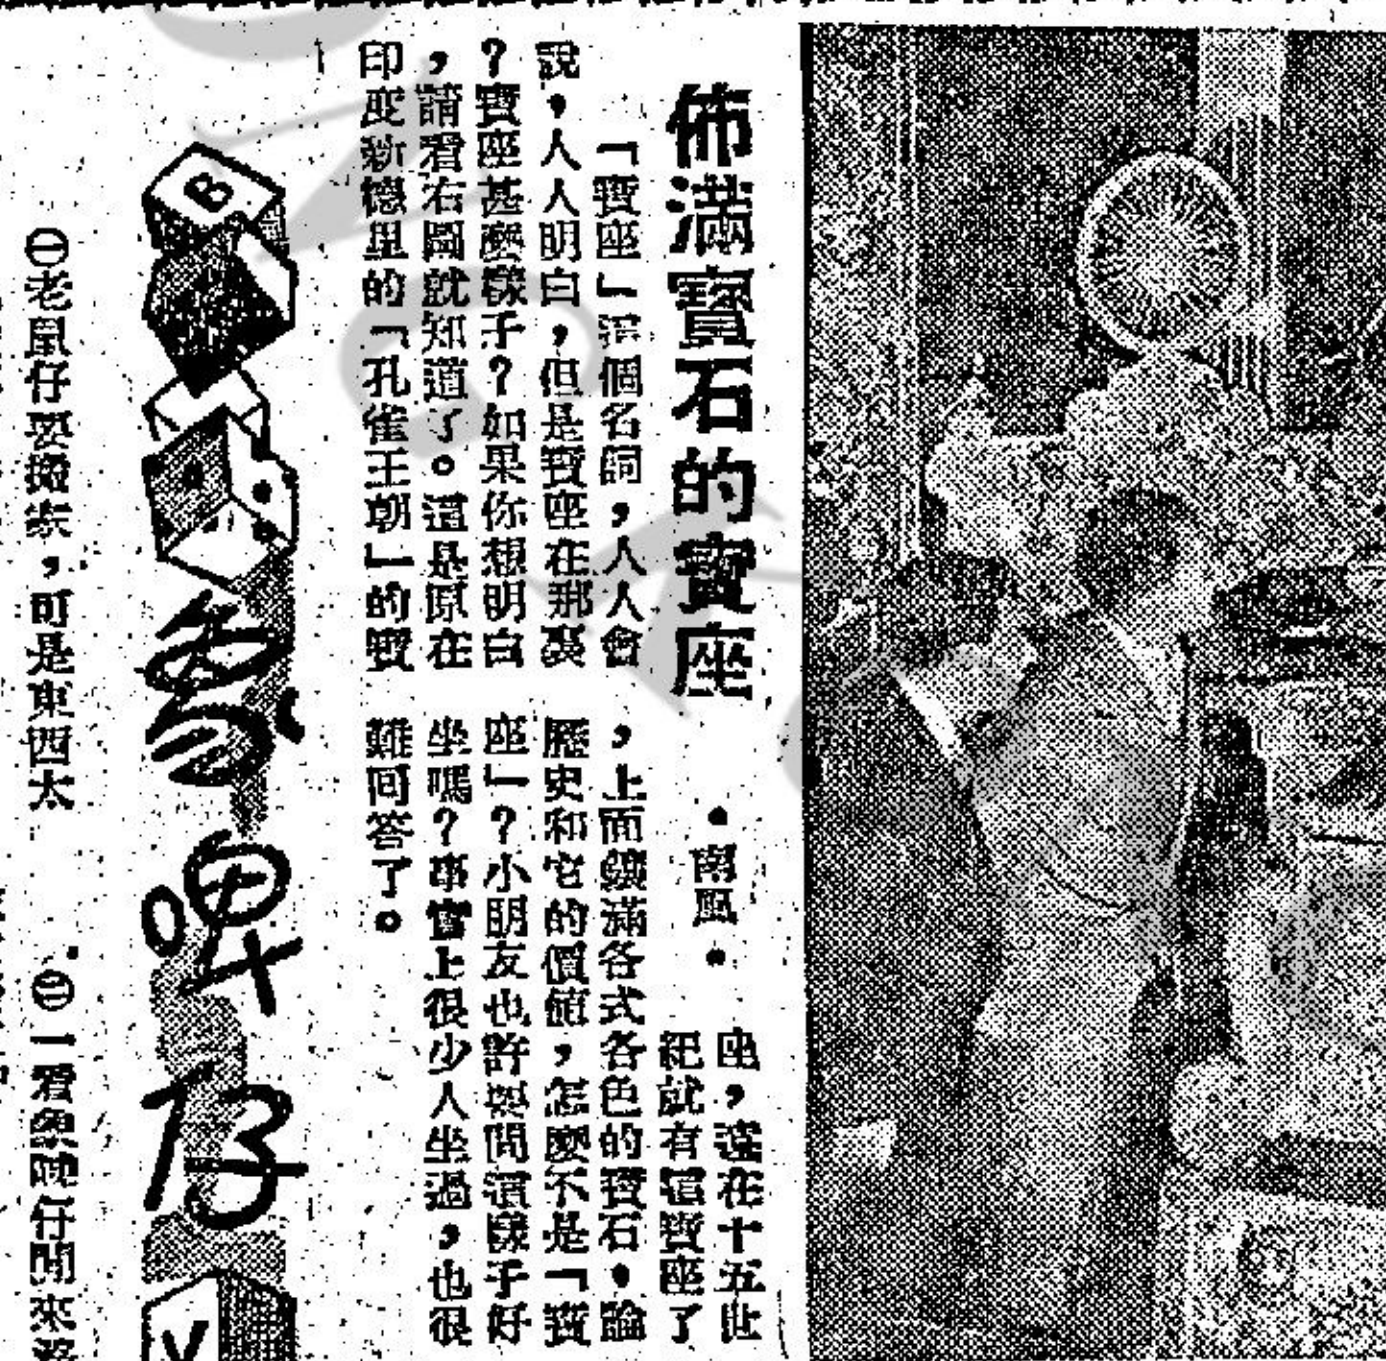 佈滿寶石的寶座
・南風・
「寶座」這個名詞，人人會
說，人人明白，但是寶座在那裏
？寶座甚麼樣子？如果你想明白
，請看右圖就知道了。這是原在
印度新德里的「孔雀王朝」的寶
座，遠在十五世
紀就有這寶座了
，上面鑲滿各式各色的寶石，論
歷史和它的價值，怎麼不是「寶
座」？小朋友也許要問這樣子好
坐嗎？事實上很少人坐過，也很
難回答了。
B
象啤仔
V
㊀老鼠仔要搬家，可是東西太
㊁一看象啤仔閒來